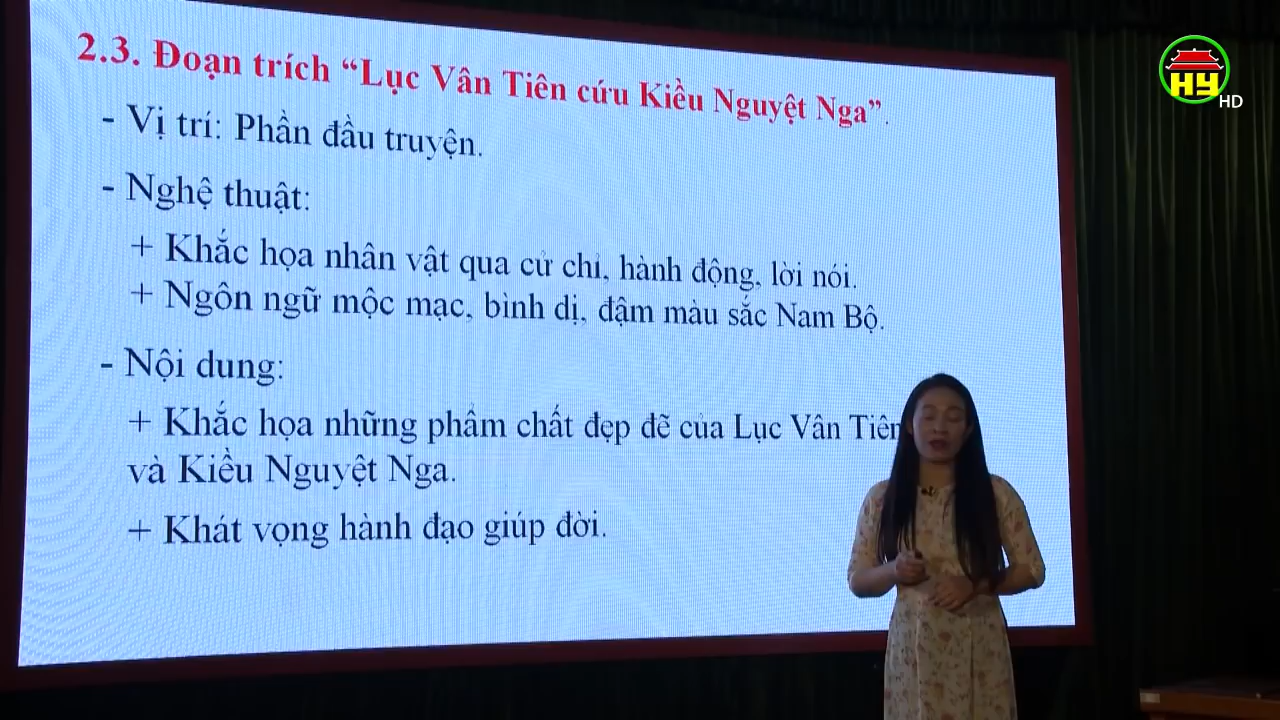 2.3. Đoạn trích “Lục Vân Tiên cứu Kiều Nguyệt Nga”.
- Vị trí: Phần đầu truyện.
- Nghệ thuật:
+ Khắc họa nhân vật qua cử chỉ, hành động, lời nói.
+ Ngôn ngữ mộc mạc, bình dị, đậm màu sắc Nam Bộ.
- Nội dung:
+ Khắc họa những phẩm chất đẹp đẽ của Lục Vân Tiên
và Kiều Nguyệt Nga.
+ Khát vọng hành đạo giúp đời.
HY
HD